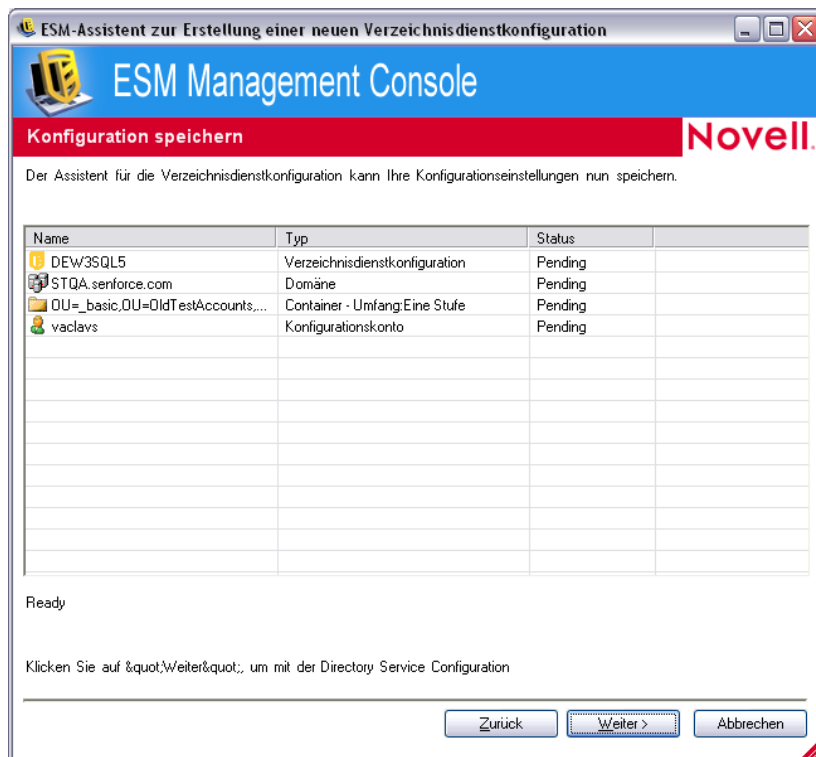 ESM-Assistent zur Erstellung einer neuen Verzeichnisdienstkonfiguration
ESM Management Console
Konfiguration speichern
Novell.
Der Assistent für die Verzeichnisdienstkonfiguration kann Ihre Konfigurationseinstellungen nun speichern.
Name Typ Status
DEW3SQL5 Verzeichnisdienstkonfiguration Pending
STQA.senforce.com Domäne Pending
OU=_basic,OU=OldTestAccounts,... Container - Umfang:Eine Stufe Pending
vaclavs Konfigurationskonto Pending
Ready
Klicken Sie auf &quot;Weiter&quot;, um mit der Directory Service Configuration
Zurück Weiter > Abbrechen